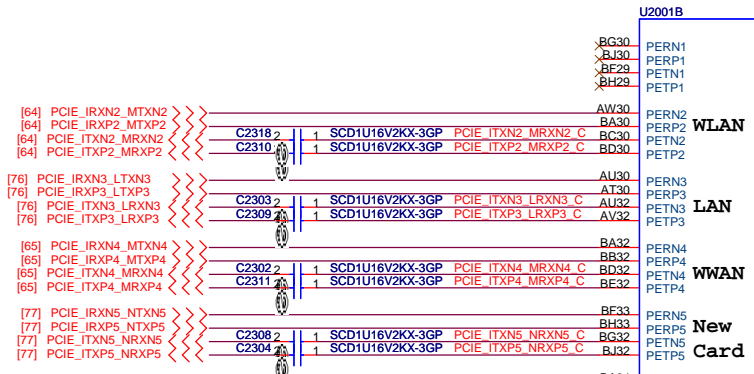 U2001B
BG30 PERN1
BJ30 PERP1
BF29 PETN1
BH29 PETP1
[64] PCIE_IRXN2_MTXN2 AW30 PERN2
[64] PCIE_IRXP2_MTXP2 BA30 PERP2 WLAN
[64] PCIE_ITXN2_MRXN2 C2318 2 1 SCD1U16V2KX-3GP PCIE_ITXN2_MRXN2_C BC30 PETN2
[64] PCIE_ITXP2_MRXP2 C2310 2 1 SCD1U16V2KX-3GP PCIE_ITXP2_MRXP2_C BD30 PETP2
[76] PCIE_IRXN3_LTXN3 AU30 PERN3
[76] PCIE_IRXP3_LTXP3 AT30 PERP3
[76] PCIE_ITXN3_LRXN3 C2303 2 1 SCD1U16V2KX-3GP PCIE_ITXN3_LRXN3_C AU32 PETN3 LAN
[76] PCIE_ITXP3_LRXP3 C2309 2 1 SCD1U16V2KX-3GP PCIE_ITXP3_LRXP3_C AV32 PETP3
[65] PCIE_IRXN4_MTXN4 BA32 PERN4
[65] PCIE_IRXP4_MTXP4 BB32 PERP4
[65] PCIE_ITXN4_MRXN4 C2302 2 1 SCD1U16V2KX-3GP PCIE_ITXN4_MRXN4_C BD32 PETN4 WWAN
[65] PCIE_ITXP4_MRXP4 C2311 2 1 SCD1U16V2KX-3GP PCIE_ITXP4_MRXP4_C BE32 PETP4
[77] PCIE_IRXN5_NTXN5 BF33 PERN5
[77] PCIE_IRXP5_NTXP5 BH33 PERP5 New
[77] PCIE_ITXN5_NRXN5 C2308 2 1 SCD1U16V2KX-3GP PCIE_ITXN5_NRXN5_C BG32 PETN5
[77] PCIE_ITXP5_NRXP5 C2304 2 1 SCD1U16V2KX-3GP PCIE_ITXP5_NRXP5_C BJ32 PETP5 Card